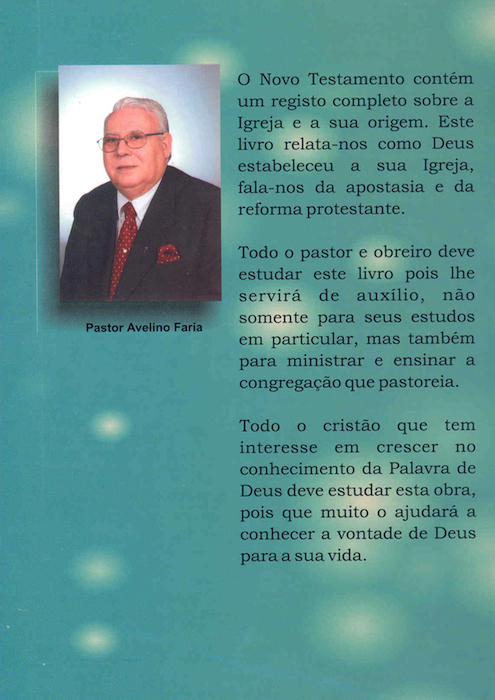 O Novo Testamento contém
um registo completo sobre a
Igreja e a sua origem. Este
livro relata-nos como Deus
estabeleceu a sua Igreja,
fala-nos da apostasia e da
reforma protestante.
Todo o pastor e obreiro deve
estudar este livro pois lhe
servirá de auxílio, não
somente para seus estudos
em particular, mas também
para ministrar e ensinar a
congregação que pastoreia.
Todo o cristão que tem
interesse em crescer no
conhecimento da Palavra de
Deus deve estudar esta obra,
pois que muito o ajudará a
conhecer a vontade de Deus
para a sua vida.
Pastor Avelino Faria